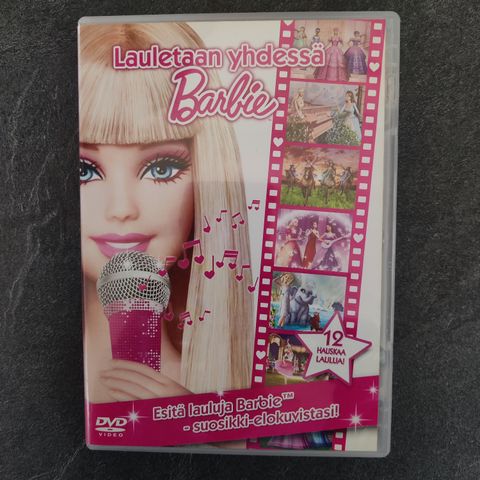 Lauletaan yhdessä
Barbie
12
HAUSKAA
LAULUA!
Esitä lauluja Barbie™
- suosikki-elokuvistasi!
DVD
VIDEO